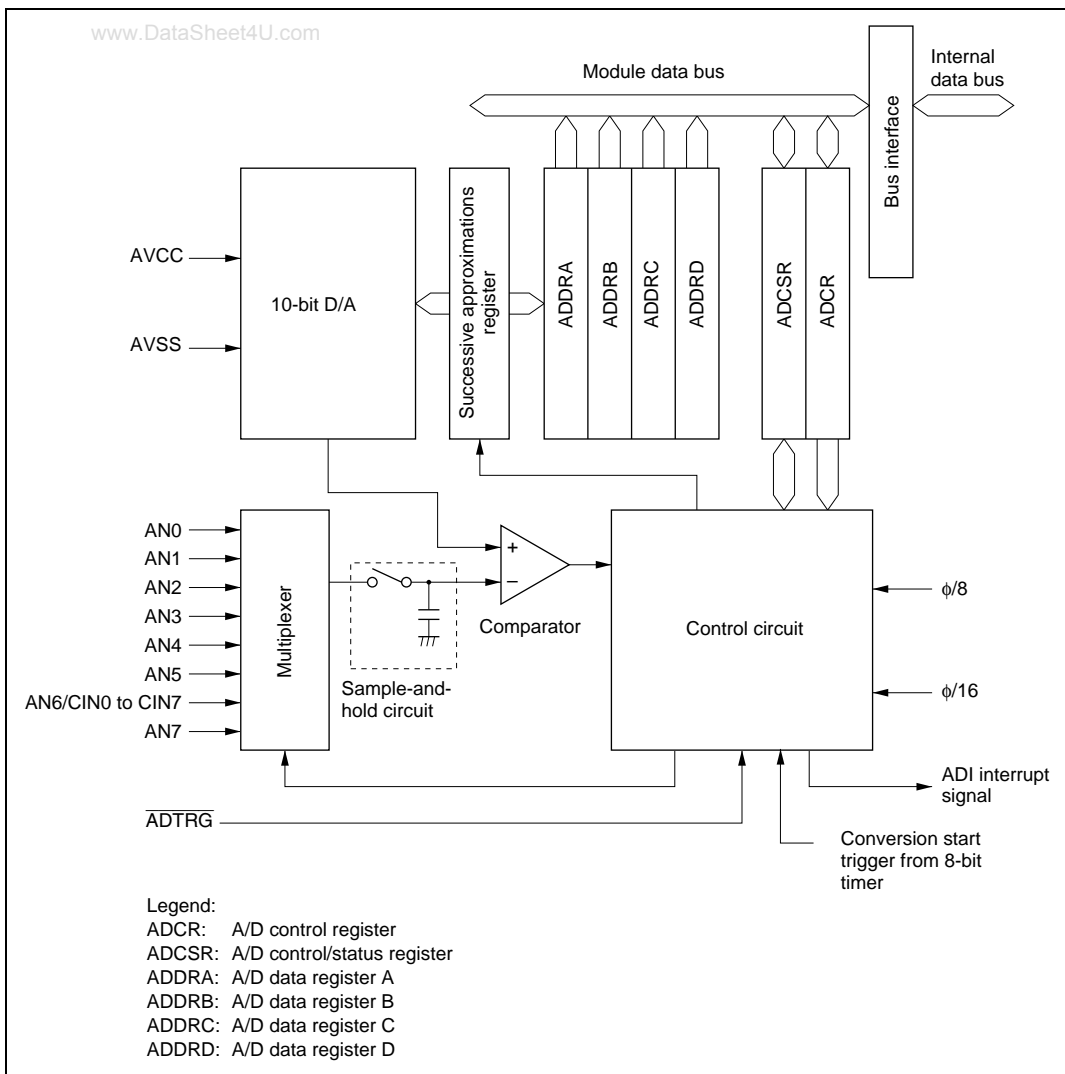 www.DataSheet4U.com
Module data bus
Internal
data bus
Bus interface
AVCC
AVSS
10-bit D/A
Successive approximations
register
ADDRA
ADDRB
ADDRC
ADDRD
ADCSR
ADCR
AN0
AN1
AN2
AN3
AN4
AN5
AN6/CIN0 to CIN7
AN7
Multiplexer
+
−
Comparator
Sample-and-
hold circuit
Control circuit
ϕ/8
ϕ/16
ADI interrupt
signal
ADTRG
Conversion start
trigger from 8-bit
timer
Legend:
ADCR: A/D control register
ADCSR: A/D control/status register
ADDRA: A/D data register A
ADDRB: A/D data register B
ADDRC: A/D data register C
ADDRD: A/D data register D